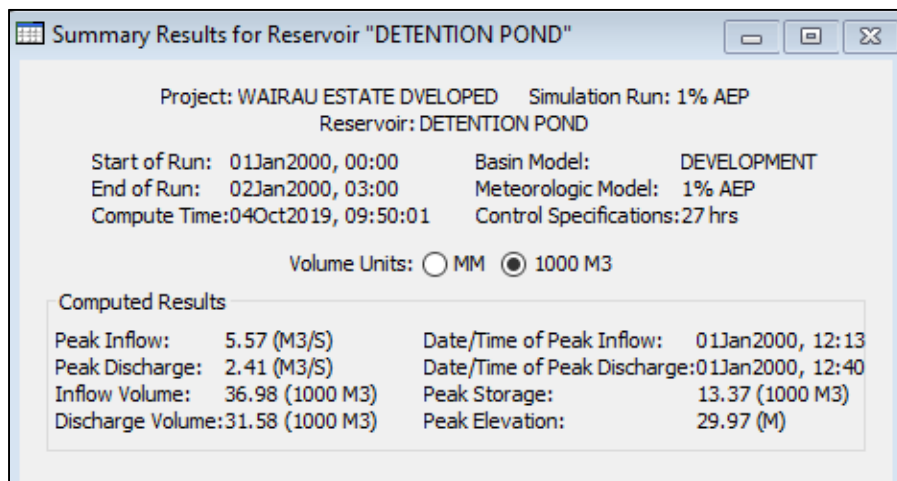 Summary Results for Reservoir "DETENTION POND"
Project: WAIRAU ESTATE DVELOPED Simulation Run: 1% AEP
Reservoir: DETENTION POND
Start of Run: 01Jan2000, 00:00 Basin Model: DEVELOPMENT
End of Run: 02Jan2000, 03:00 Meteorologic Model: 1% AEP
Compute Time:04Oct2019, 09:50:01 Control Specifications:27 hrs
Volume Units: MM 1000 M3
Computed Results
Peak Inflow: 5.57 (M3/S) Date/Time of Peak Inflow: 01Jan2000, 12:13
Peak Discharge: 2.41 (M3/S) Date/Time of Peak Discharge:01Jan2000, 12:40
Inflow Volume: 36.98 (1000 M3) Peak Storage: 13.37 (1000 M3)
Discharge Volume:31.58 (1000 M3) Peak Elevation: 29.97 (M)